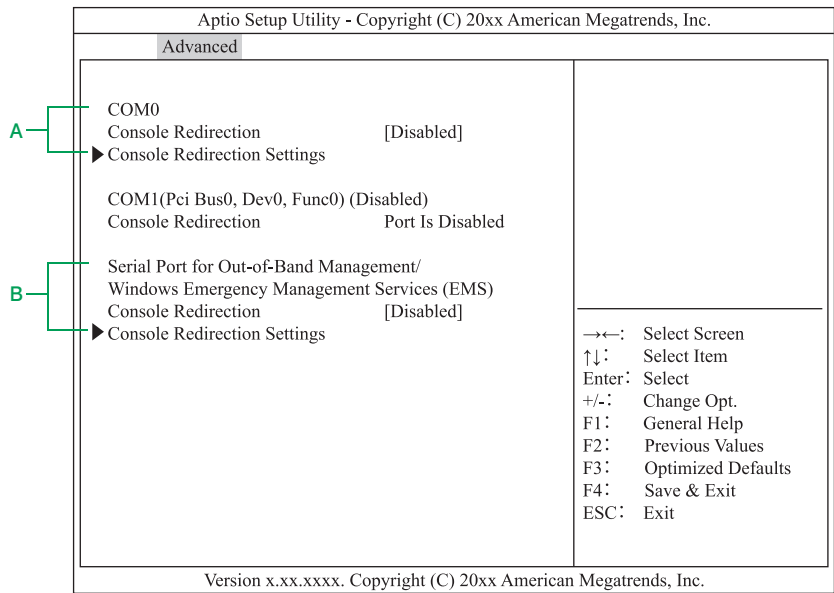 Aptio Setup Utility - Copyright (C) 20xx American Megatrends, Inc.
Advanced
A
COM0
Console Redirection [Disabled]
▶Console Redirection Settings
COM1(Pci Bus0, Dev0, Func0) (Disabled)
Console Redirection Port Is Disabled
B
Serial Port for Out-of-Band Management/
Windows Emergency Management Services (EMS)
Console Redirection [Disabled]
▶Console Redirection Settings
→←: Select Screen
↑↓: Select Item
Enter: Select
+/-: Change Opt.
F1: General Help
F2: Previous Values
F3: Optimized Defaults
F4: Save & Exit
ESC: Exit
Version x.xx.xxxx. Copyright (C) 20xx American Megatrends, Inc.